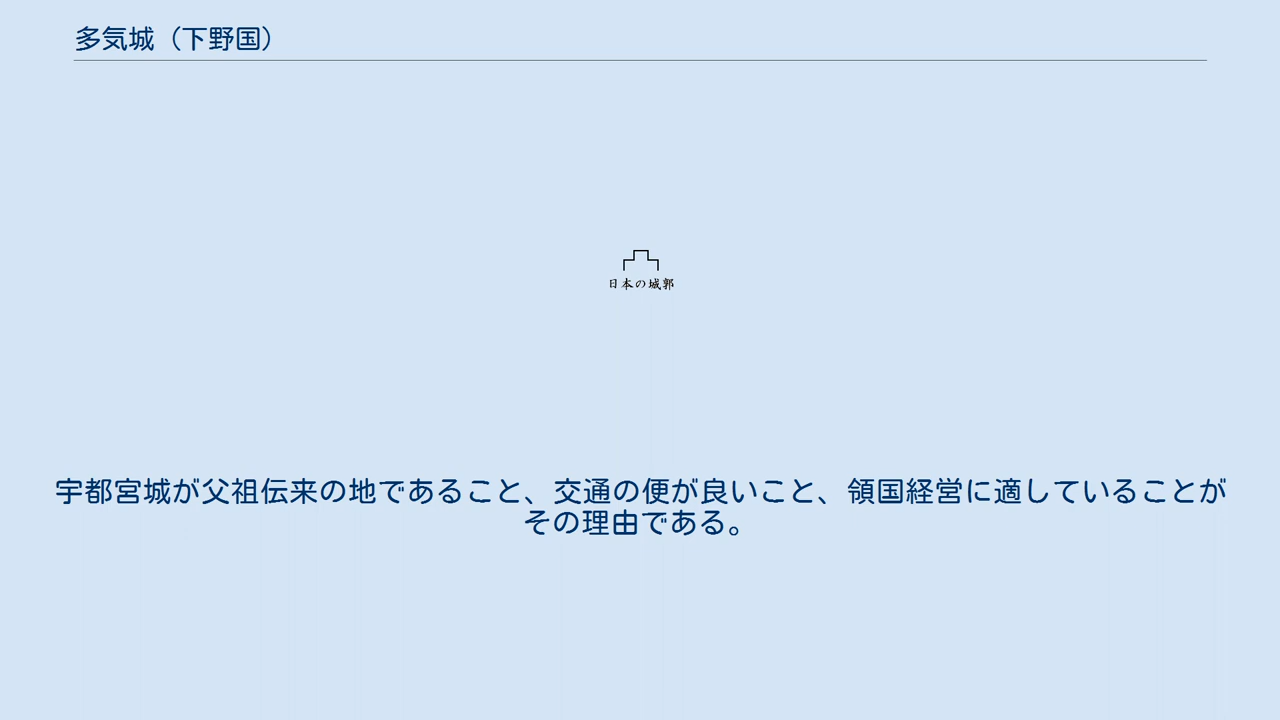 多気城（下野国）
日本の城郭
宇都宮城が父祖伝来の地であること、交通の便が良いこと、領国経営に適していることが
その理由である。